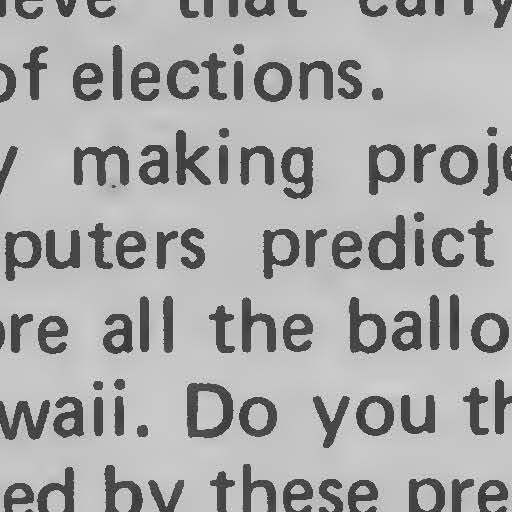 ieve that carry
of elections.
y making proje
puters predict
ore all the ballo
waii. Do you th
ed by these pre